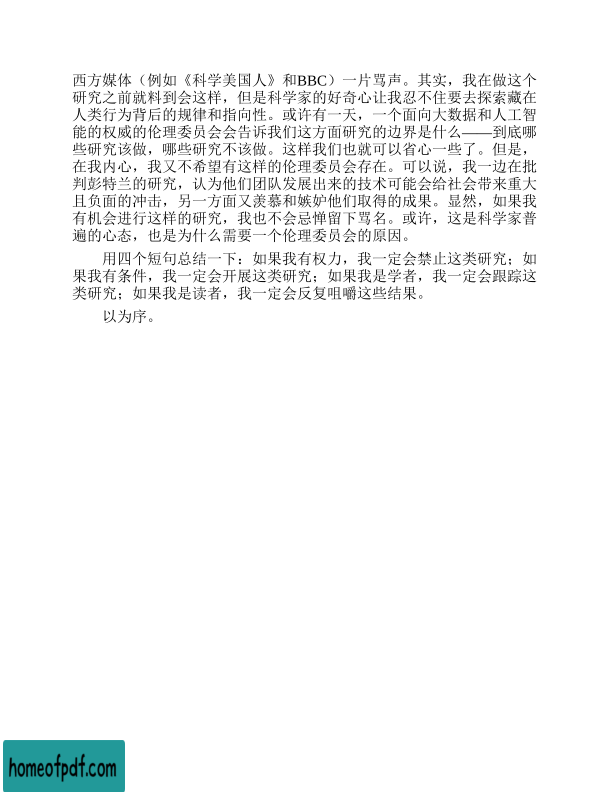 西方媒体（例如《科学美国人》和BBC）一片骂声。其实，我在做这个
研究之前就料到会这样，但是科学家的好奇心让我忍不住要去探索藏在
人类行为背后的规律和指向性。或许有一天，一个面向大数据和人工智
能的权威的伦理委员会会告诉我们这方面研究的边界是什么——到底哪
些研究该做，哪些研究不该做。这样我们也就可以省心一些了。但是，
在我内心，我又不希望有这样的伦理委员会存在。可以说，我一边在批
判彭特兰的研究，认为他们团队发展出来的技术可能会给社会带来重大
且负面的冲击，另一方面又羡慕和嫉妒他们取得的成果。显然，如果我
有机会进行这样的研究，我也不会忌惮留下骂名。或许，这是科学家普
遍的心态，也是为什么需要一个伦理委员会的原因。
用四个短句总结一下：如果我有权力，我一定会禁止这类研究；如
果我有条件，我一定会开展这类研究；如果我是学者，我一定会跟踪这
类研究；如果我是读者，我一定会反复咀嚼这些结果。
以为序。
homeofpdf.com